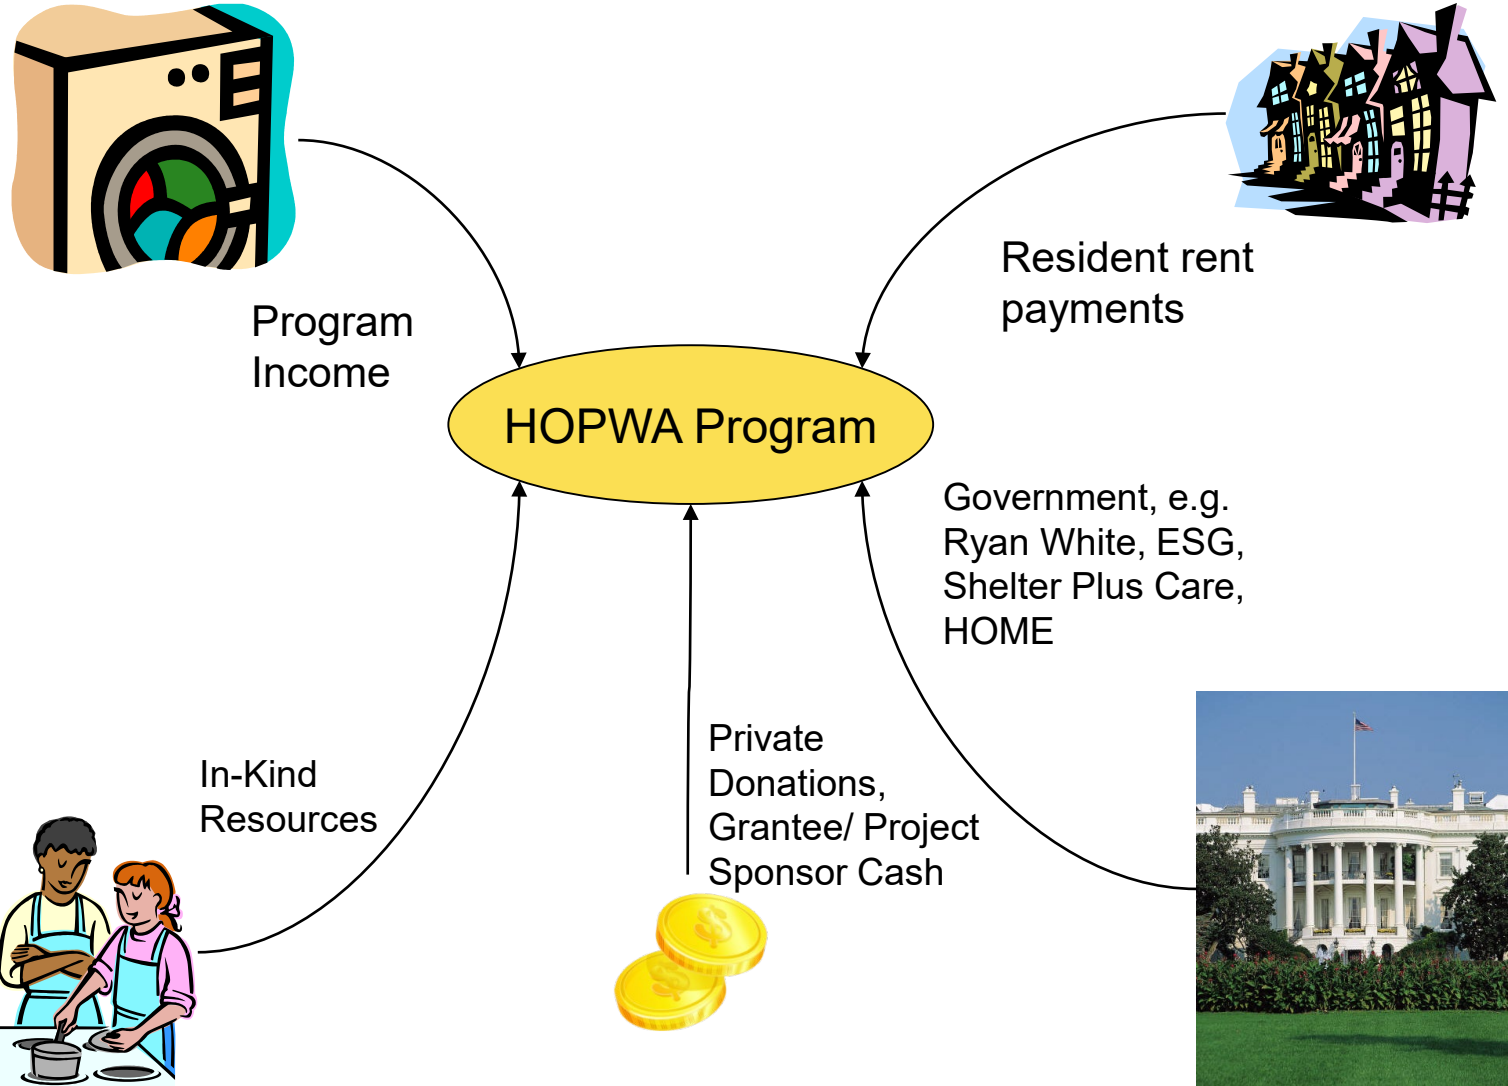 Program
Income
Resident rent
payments
HOPWA Program
Government, e.g.
Ryan White, ESG,
Shelter Plus Care,
HOME
In-Kind
Resources
Private
Donations,
Grantee/ Project
Sponsor Cash